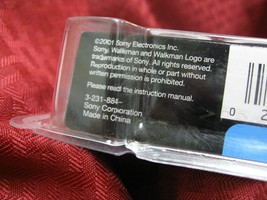 ©2001 Sony Electronics Inc.
Sony, Walkman and Walkman Logo are
trademarks of Sony. All rights reserved.
Reproduction in whole or part without
written permission is prohibited.
Please read the instruction manual.
3-231-884-
Sony Corporation
Made in China
0 2